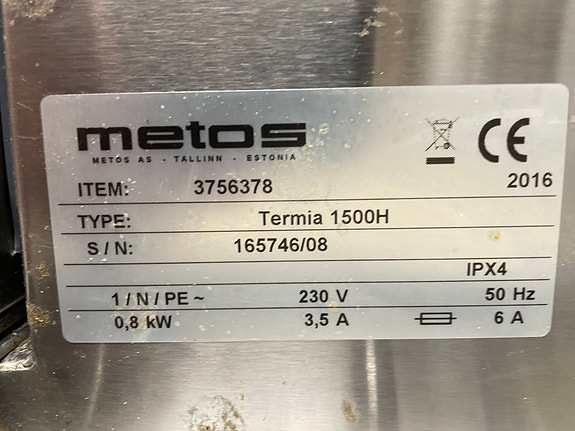 metos
METOS AS - TALLINN - ESTONIA
CE
ITEM: 3756378 2016
TYPE: Termia 1500H
S / N: 165746/08
IPX4
1 / N / PE ~ 230 V 50 Hz
0,8 kW 3,5 A 6 A